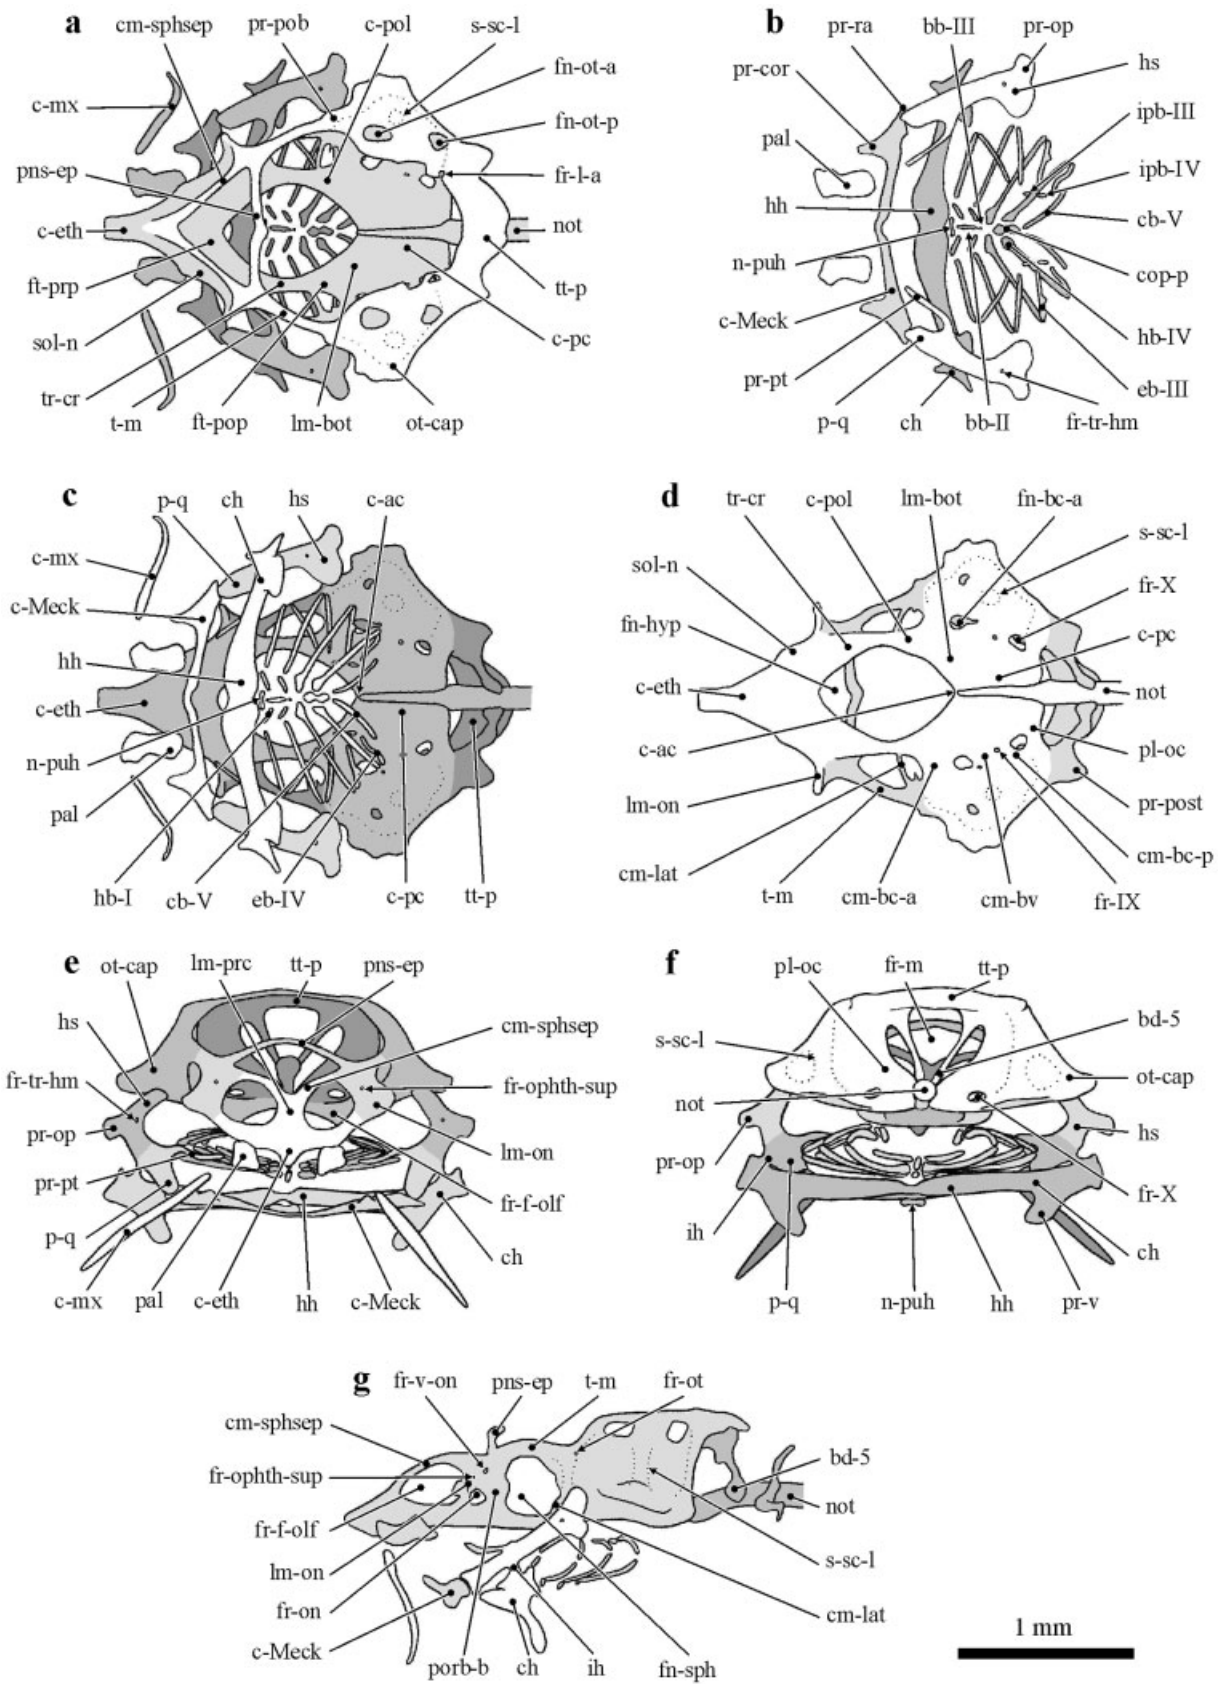 a
cm-sphsep
pr-pob
c-pol
s-sc-l
fn-ot-a
fn-ot-p
fr-l-a
not
tt-p
c-pc
c-mx
pns-ep
c-eth
ft-prp
sol-n
tr-cr
t-m
ft-pop
lm-bot
ot-cap
b
pr-ra
bb-III
pr-op
pr-cor
hs
ipb-III
pal
ipb-IV
hh
cb-V
n-puh
cop-p
c-Meck
hb-IV
pr-pt
eb-III
p-q
ch
bb-II
fr-tr-hm
c
p-q
ch
hs
c-ac
c-mx
c-Meck
hh
c-eth
n-puh
pal
hb-I
cb-V
eb-IV
c-pc
tt-p
d
tr-cr
c-pol
lm-bot
fn-bc-a
s-sc-l
sol-n
fr-X
fn-hyp
c-pc
c-eth
not
c-ac
pl-oc
lm-on
pr-post
cm-lat
cm-bc-p
t-m
cm-bc-a
cm-bv
fr-IX
e
ot-cap
lm-prc
tt-p
pns-ep
hs
cm-sphsep
fr-tr-hm
fr-ophth-sup
pr-op
lm-on
pr-pt
fr-f-olf
p-q
ch
c-mx
pal
c-eth
hh
c-Meck
f
pl-oc
fr-m
tt-p
s-sc-l
bd-5
not
ot-cap
pr-op
hs
ih
fr-X
ch
p-q
n-puh
hh
pr-v
g
fr-v-on
pns-ep
t-m
fr-ot
cm-sphsep
fr-ophth-sup
bd-5
not
fr-f-olf
lm-on
s-sc-l
fr-on
cm-lat
c-Meck
porb-b
ch
ih
fn-sph
1 mm